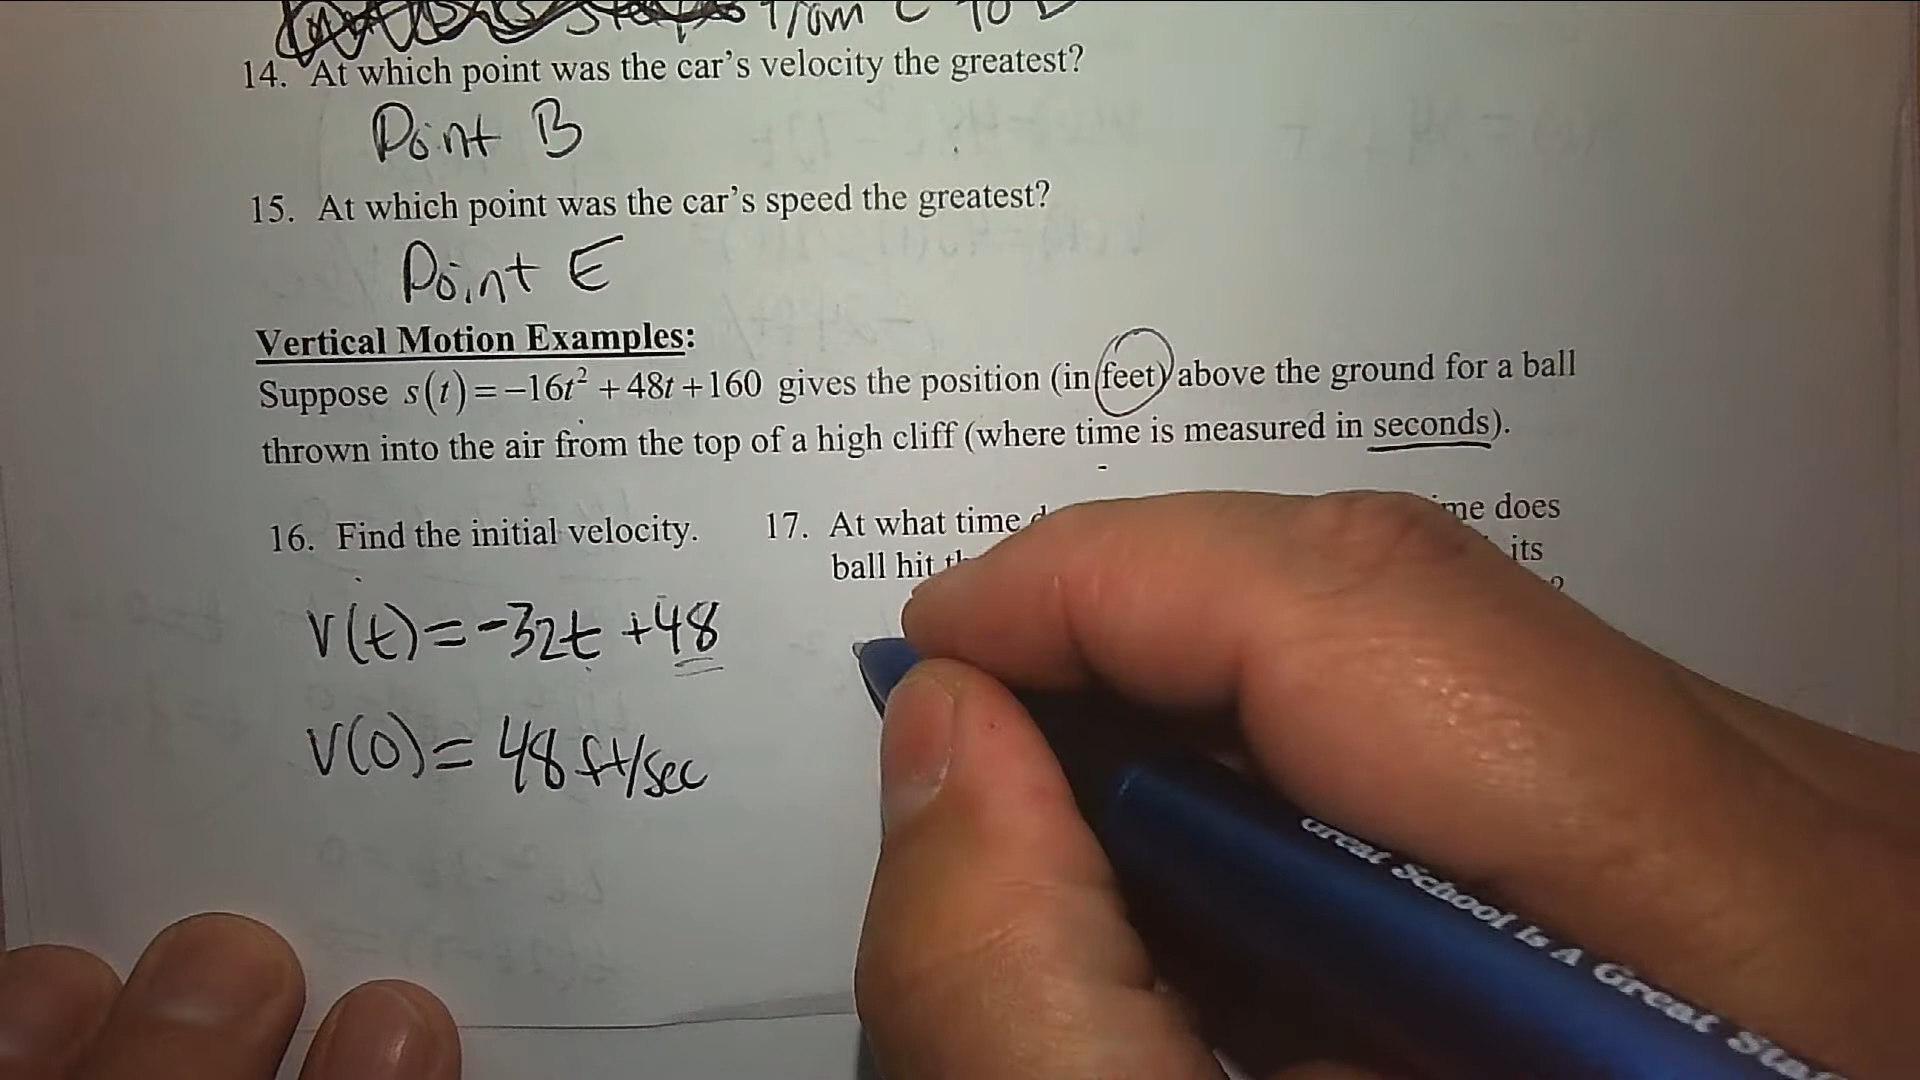 from C to D
14. At which point was the car's velocity the greatest?
Point B
15. At which point was the car's speed the greatest?
Point E
Vertical Motion Examples:
Suppose s(t)=−16t²+48t+160 gives the position (in feet) above the ground for a ball
thrown into the air from the top of a high cliff (where time is measured in seconds).
16. Find the initial velocity.
v(t)=-32t+48
v(0)=48 ft/sec
17. At what time
ball hit
does
its
Great School is A Great